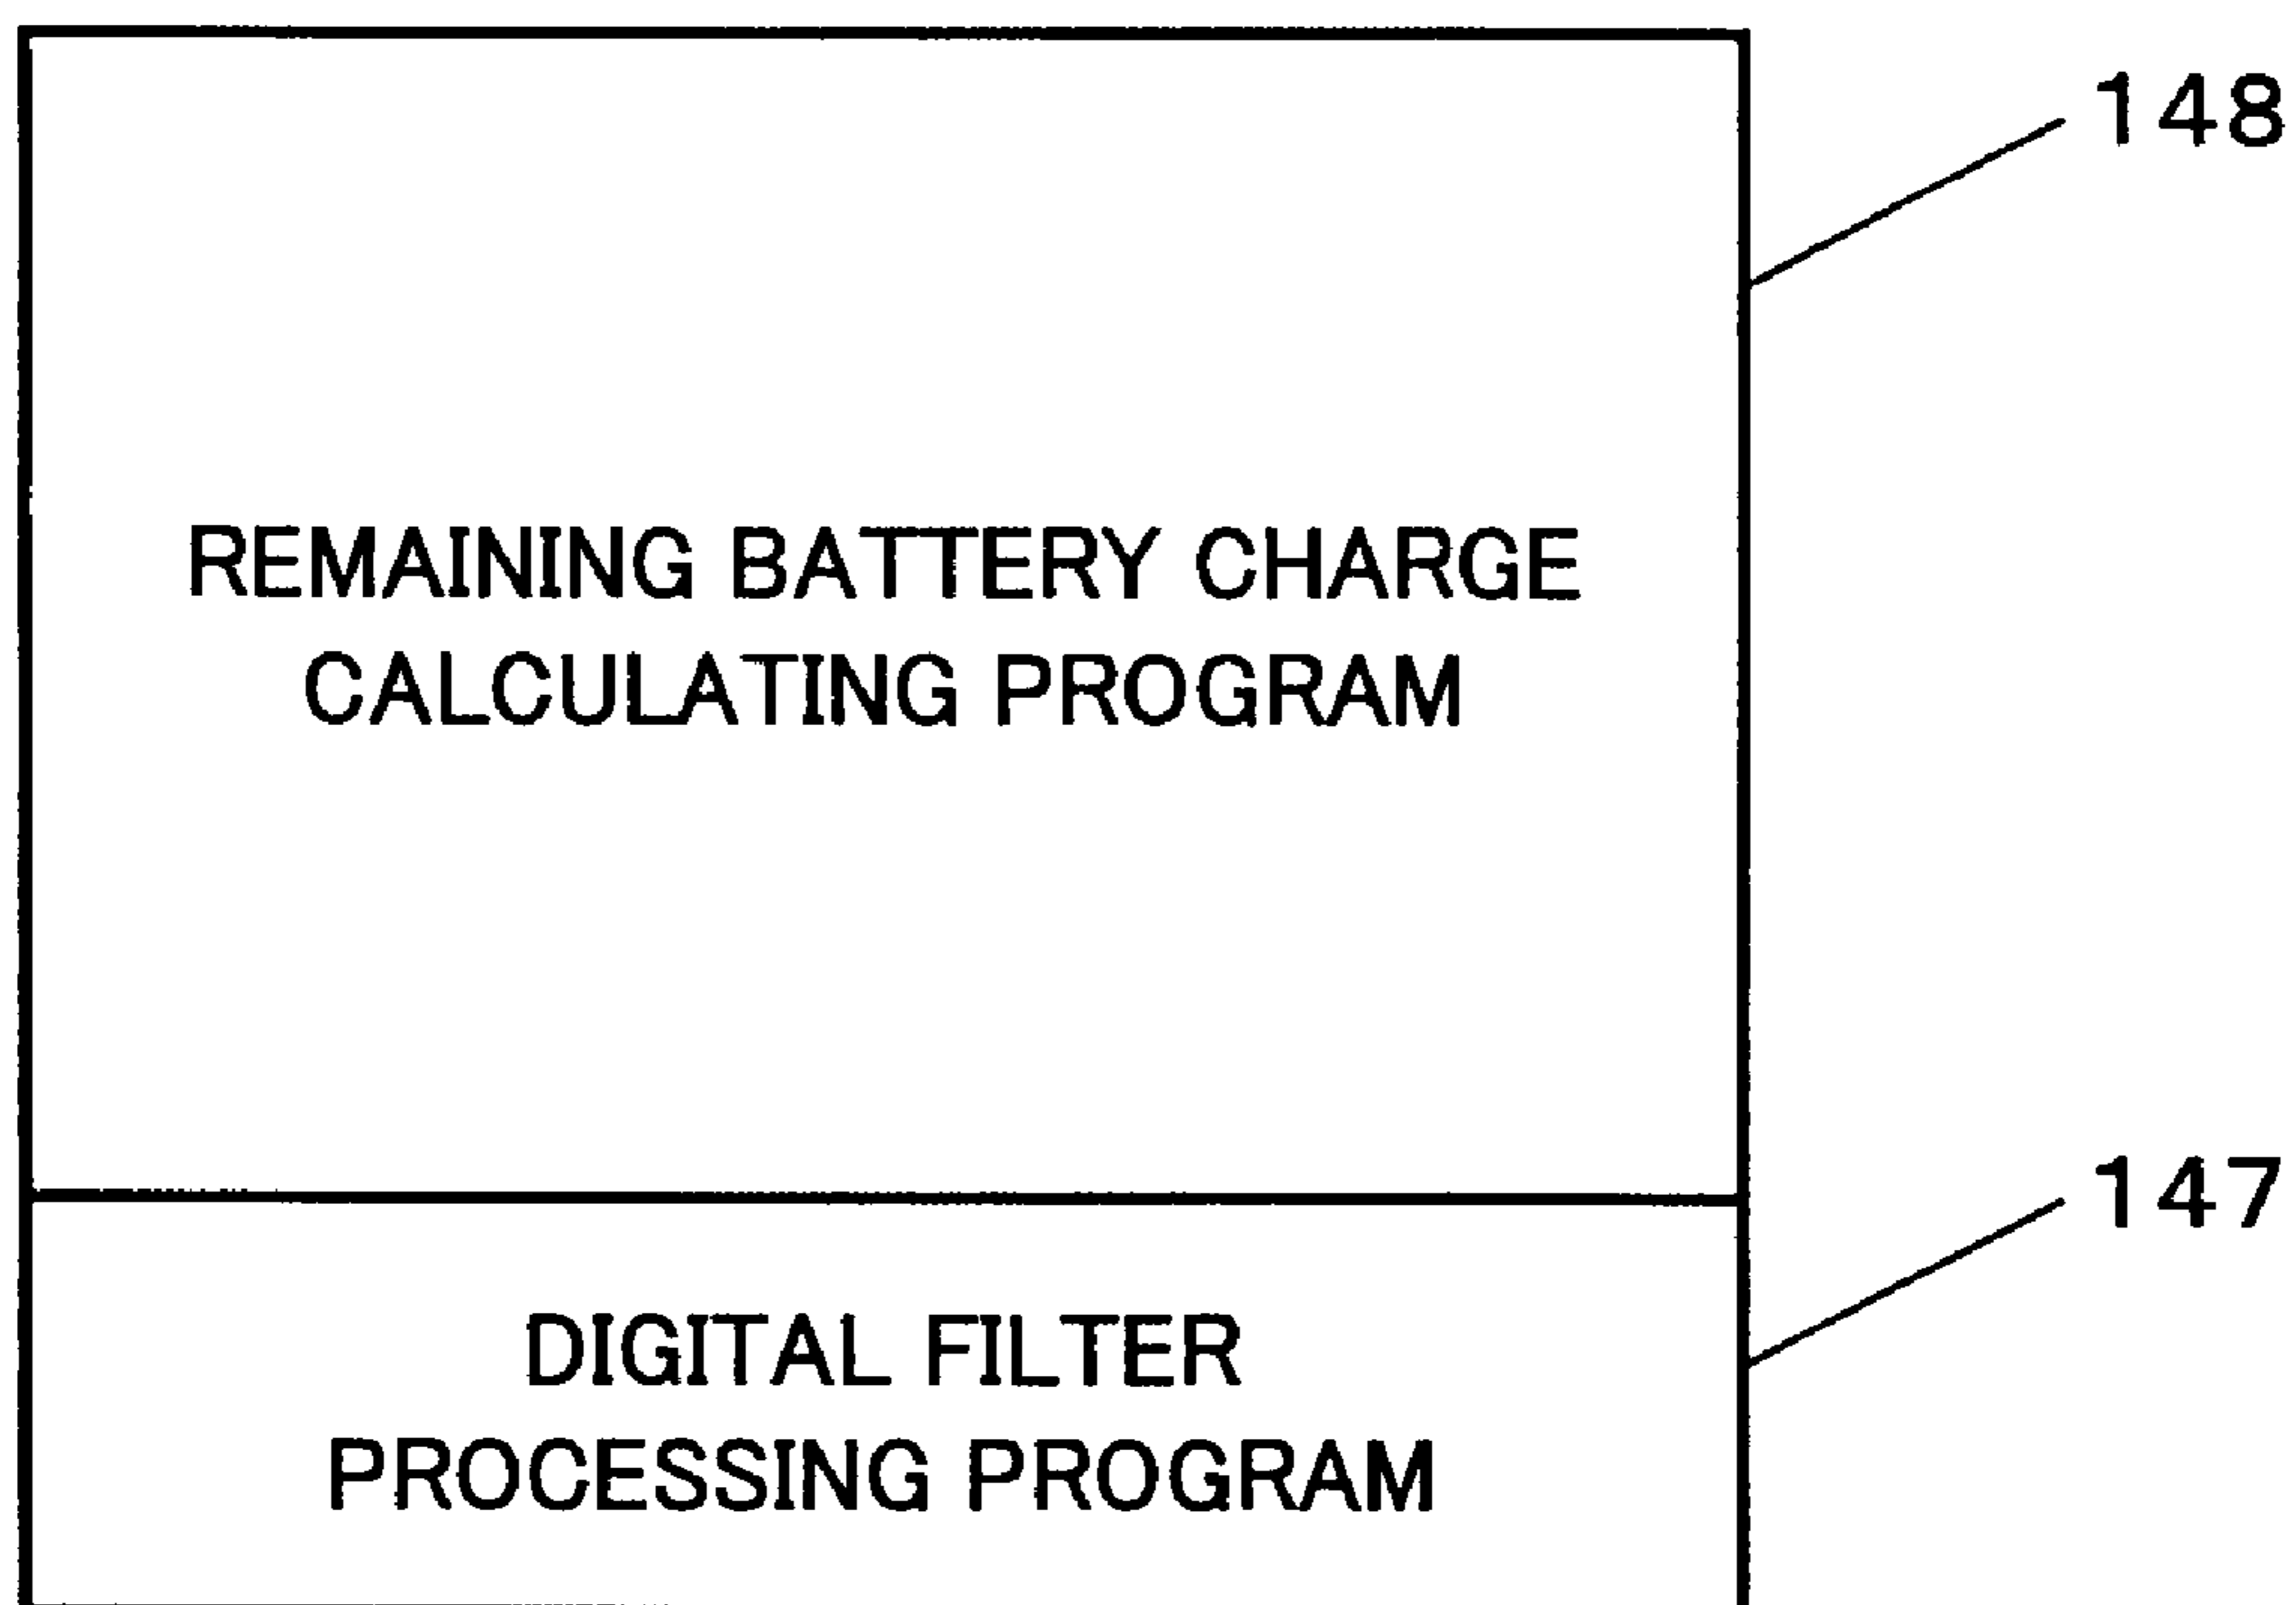 148
REMAINING BATTERY CHARGE
CALCULATING PROGRAM
147
DIGITAL FILTER
PROCESSING PROGRAM